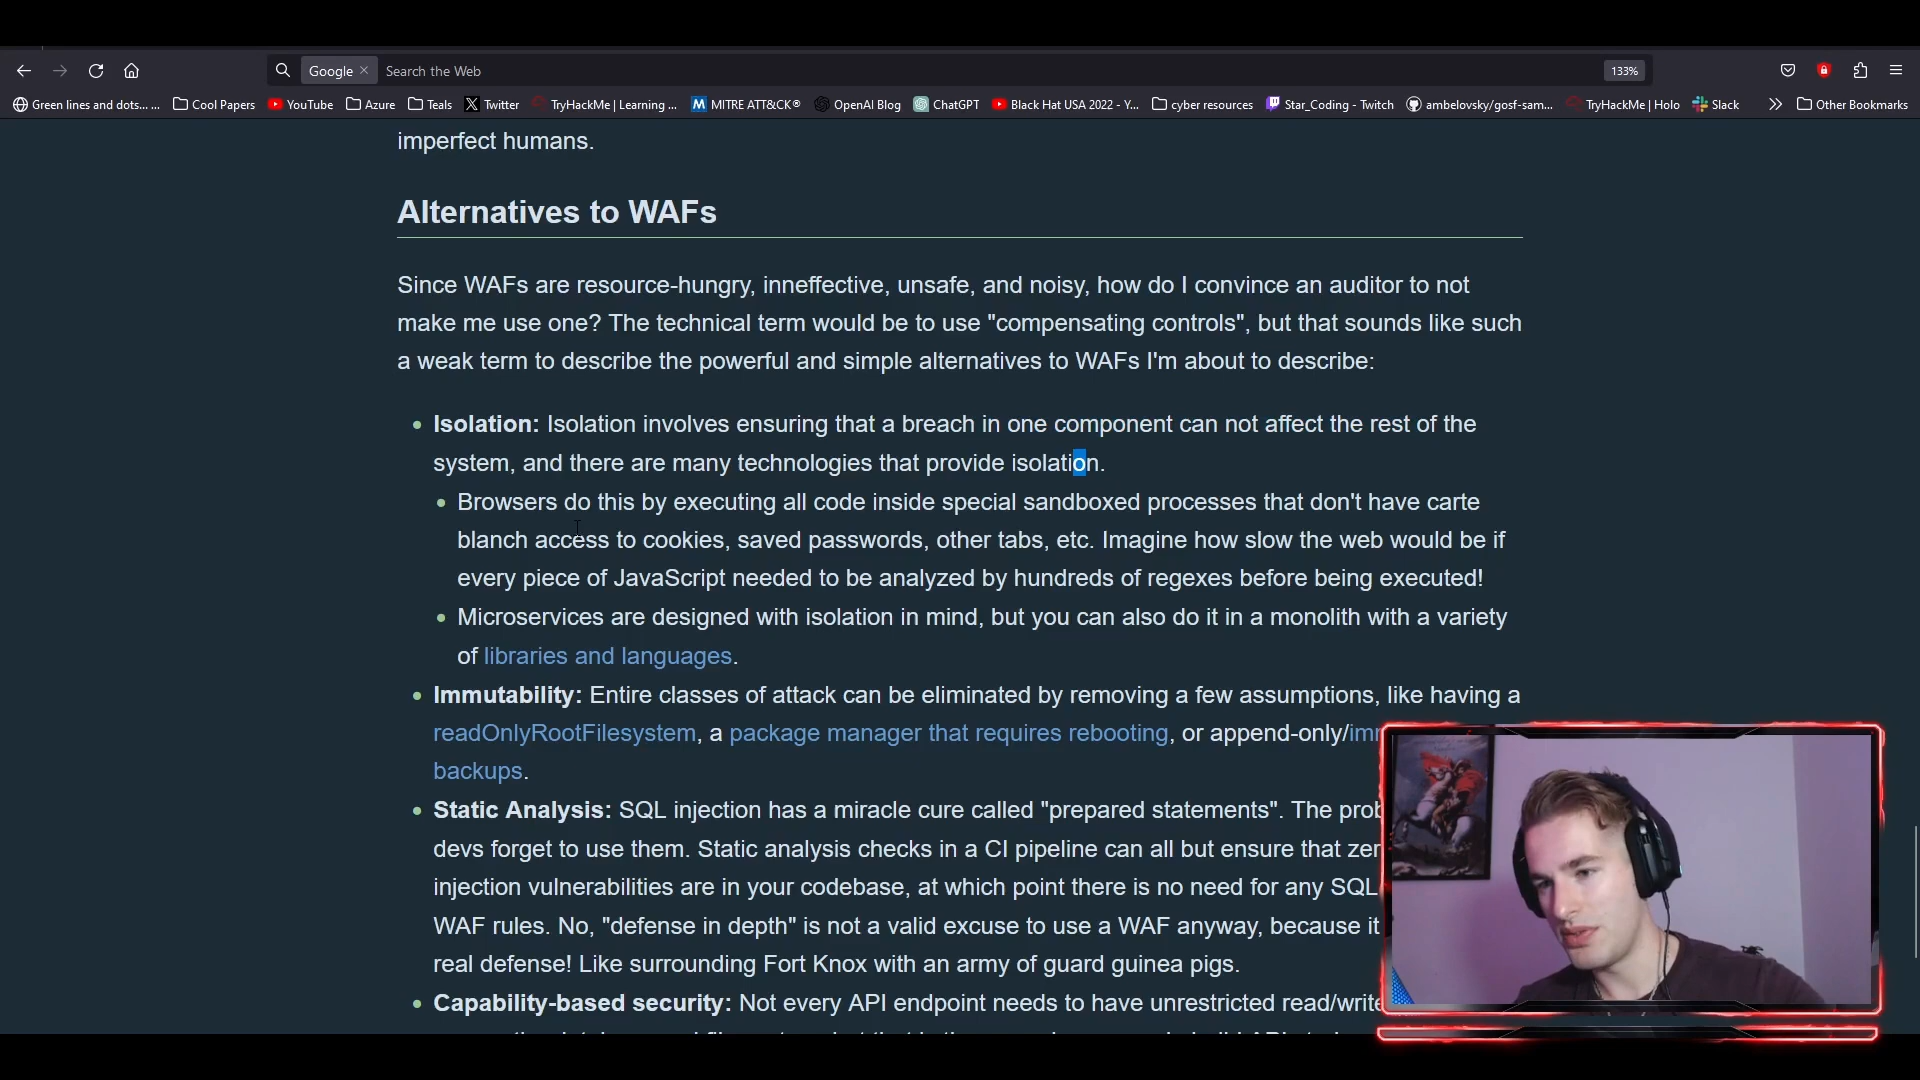 Google
Search the Web
133%
Green lines and dots... ...
Cool Papers
YouTube
Azure
Teals
Twitter
TryHackMe | Learning ...
MITRE ATT&CK®
OpenAI Blog
ChatGPT
Black Hat USA 2022 - Y...
cyber resources
Star_Coding - Twitch
ambelovsky/gosf-sam...
TryHackMe | Holo
Slack
Other Bookmarks
imperfect humans.
Alternatives to WAFs
Since WAFs are resource-hungry, inneffective, unsafe, and noisy, how do I convince an auditor to not
make me use one? The technical term would be to use "compensating controls", but that sounds like such
a weak term to describe the powerful and simple alternatives to WAFs I'm about to describe:
Isolation: Isolation involves ensuring that a breach in one component can not affect the rest of the
system, and there are many technologies that provide isolation.
Browsers do this by executing all code inside special sandboxed processes that don't have carte
blanch access to cookies, saved passwords, other tabs, etc. Imagine how slow the web would be if
every piece of JavaScript needed to be analyzed by hundreds of regexes before being executed!
Microservices are designed with isolation in mind, but you can also do it in a monolith with a variety
of libraries and languages.
Immutability: Entire classes of attack can be eliminated by removing a few assumptions, like having a
readOnlyRootFilesystem, a package manager that requires rebooting, or append-only/
backups.
Static Analysis: SQL injection has a miracle cure called "prepared statements". The
devs forget to use them. Static analysis checks in a CI pipeline can all but ensure that
injection vulnerabilities are in your codebase, at which point there is no need for any SQL
WAF rules. No, "defense in depth" is not a valid excuse to use a WAF anyway, because it
real defense! Like surrounding Fort Knox with an army of guard guinea pigs.
Capability-based security: Not every API endpoint needs to have unrestricted read/write